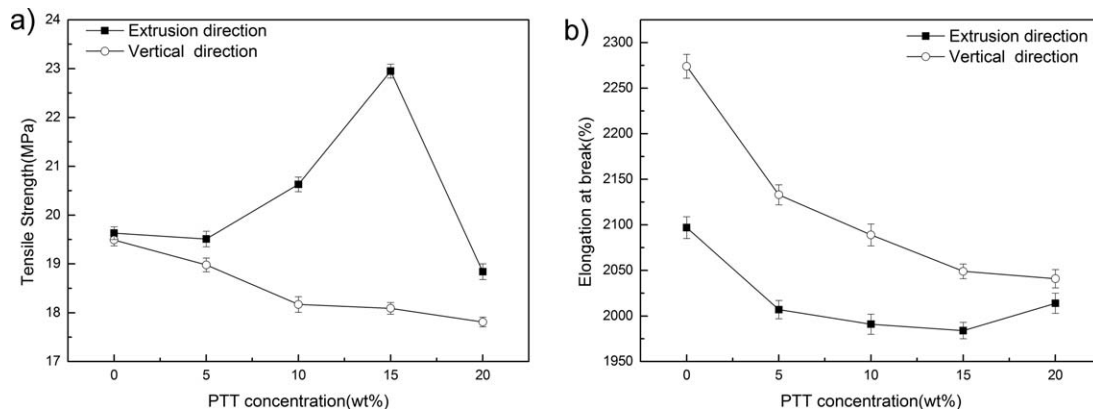 a)
Extrusion direction
Vertical direction
Tensile Strength(MPa)
24
23
22
21
20
19
18
17
0 5 10 15 20
PTT concentration(wt%)
b)
Extrusion direction
Vertical direction
Elongation at break(%)
2300
2250
2200
2150
2100
2050
2000
1950
0 5 10 15 20
PTT concentration(wt%)